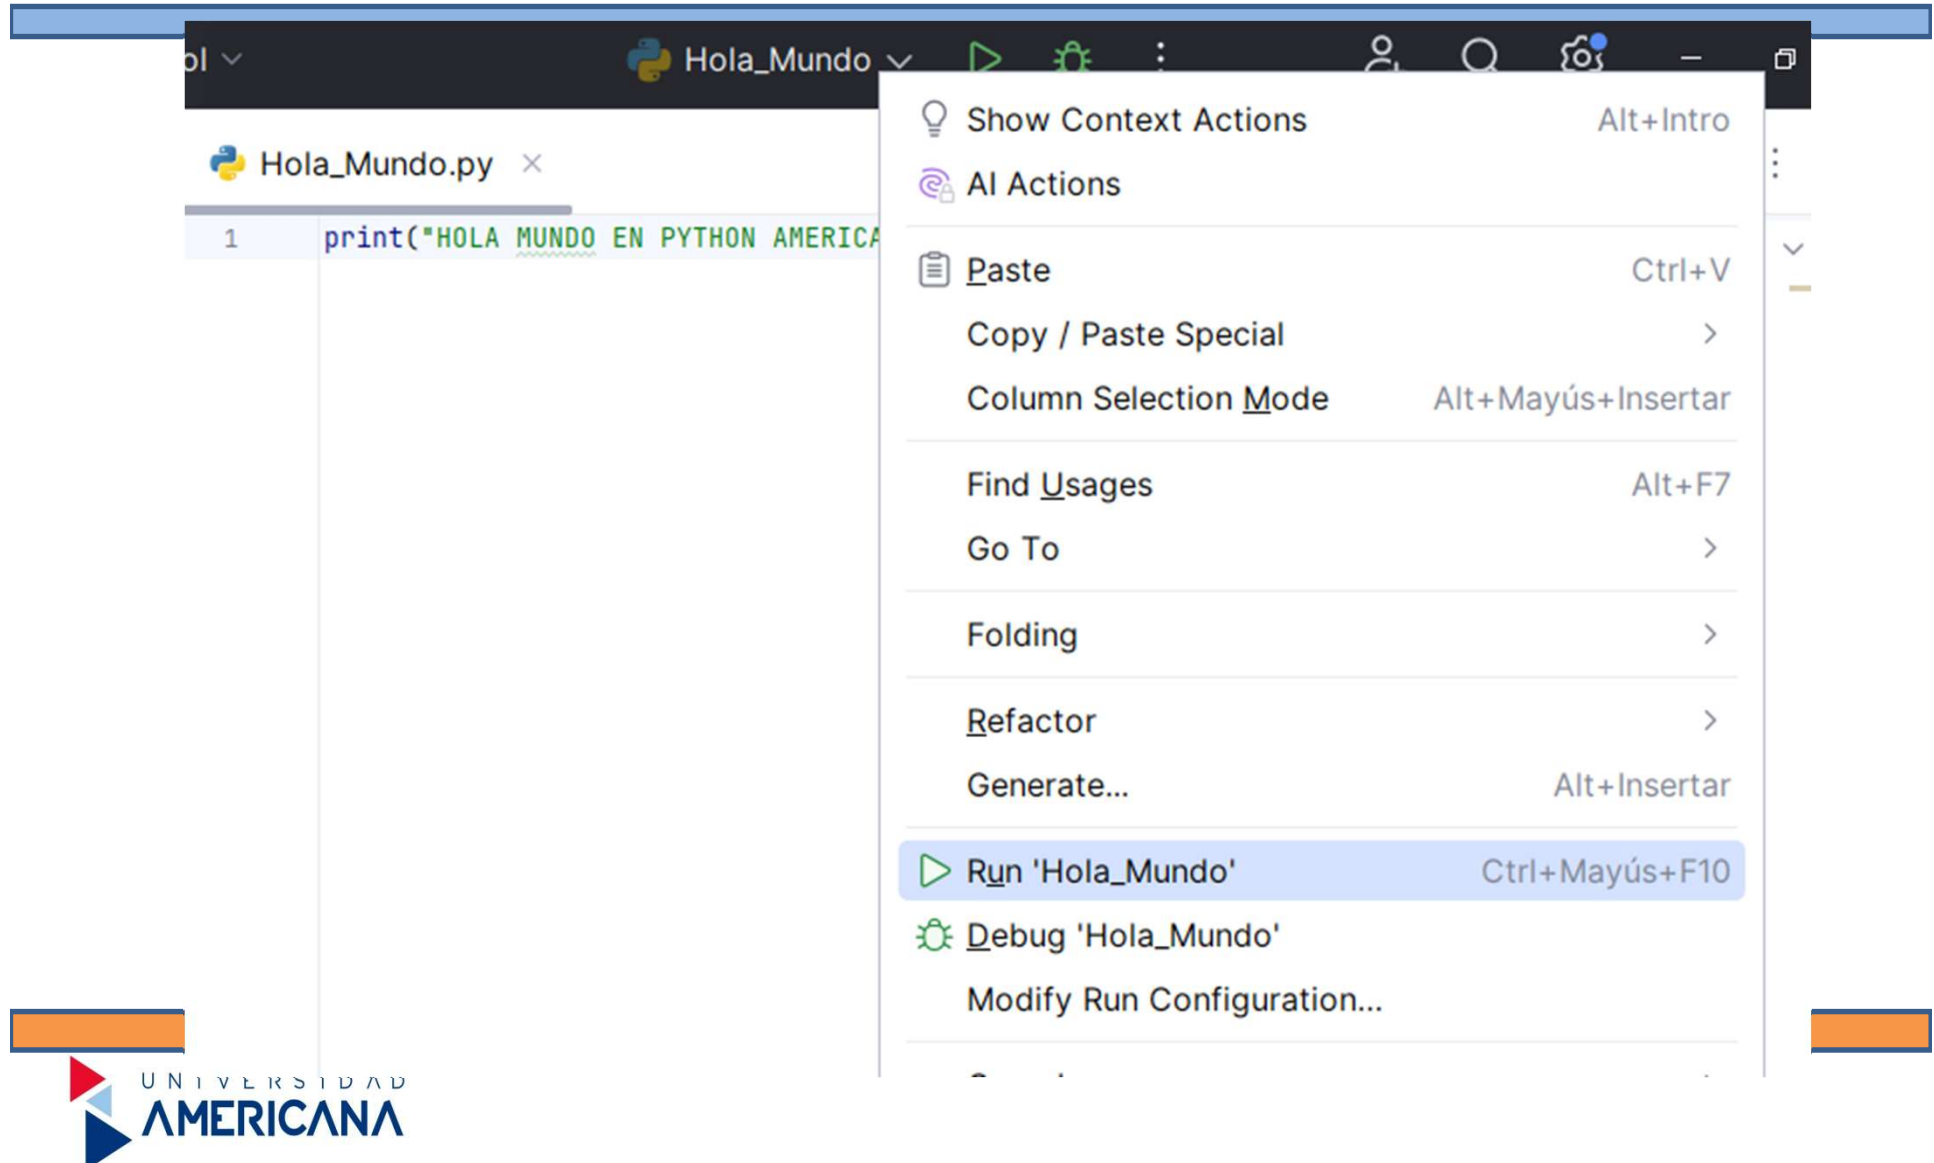 ol
Hola_Mundo
Hola_Mundo.py
1 print("HOLA MUNDO EN PYTHON AMERICA
Show Context Actions Alt+Intro
AI Actions
Paste Ctrl+V
Copy / Paste Special
Column Selection Mode Alt+Mayús+Insertar
Find Usages Alt+F7
Go To
Folding
Refactor
Generate... Alt+Insertar
Run 'Hola_Mundo' Ctrl+Mayús+F10
Debug 'Hola_Mundo'
Modify Run Configuration...
UNIVERSIDAD
AMERICANA